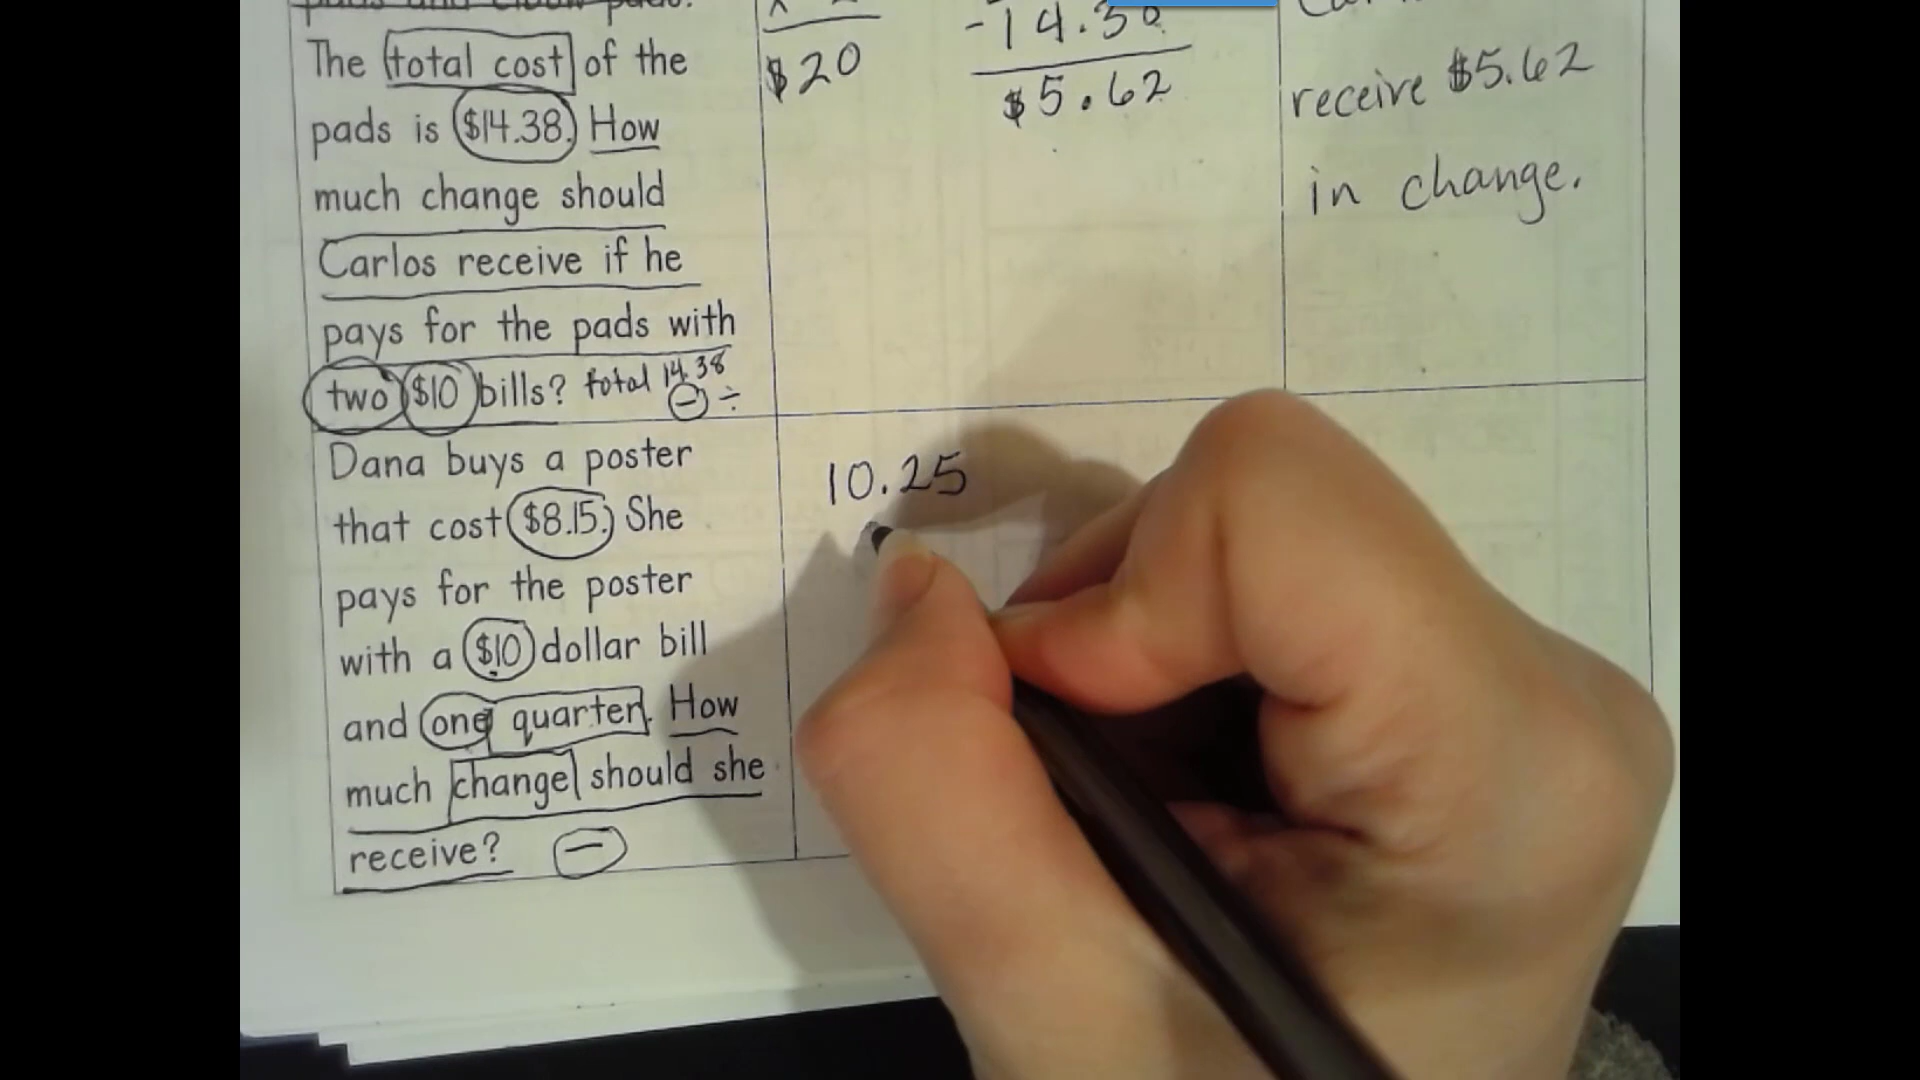 The total cost of the
pads is $14.38. How
much change should
Carlos receive if he
pays for the pads with
two $10 bills? total 14.38
- ÷
$20
-14.38
$5.62
receive $5.62
in change.
Dana buys a poster
that cost $8.15. She
pays for the poster
with a $10 dollar bill
and one quarter. How
much change should she
receive? -
10.25